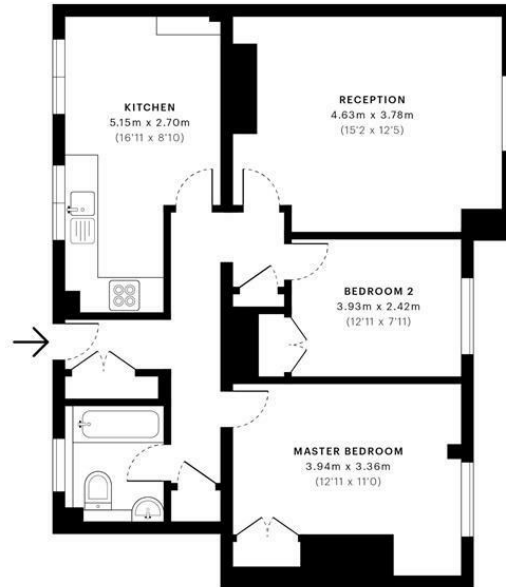 KITCHEN
5.15m x 2.70m
(16'11 x 8'10)
RECEPTION
4.63m x 3.78m
(15'2 x 12'5)
BEDROOM 2
3.93m x 2.42m
(12'11 x 7'11)
MASTER BEDROOM
3.94m x 3.36m
(12'11 x 11'0)